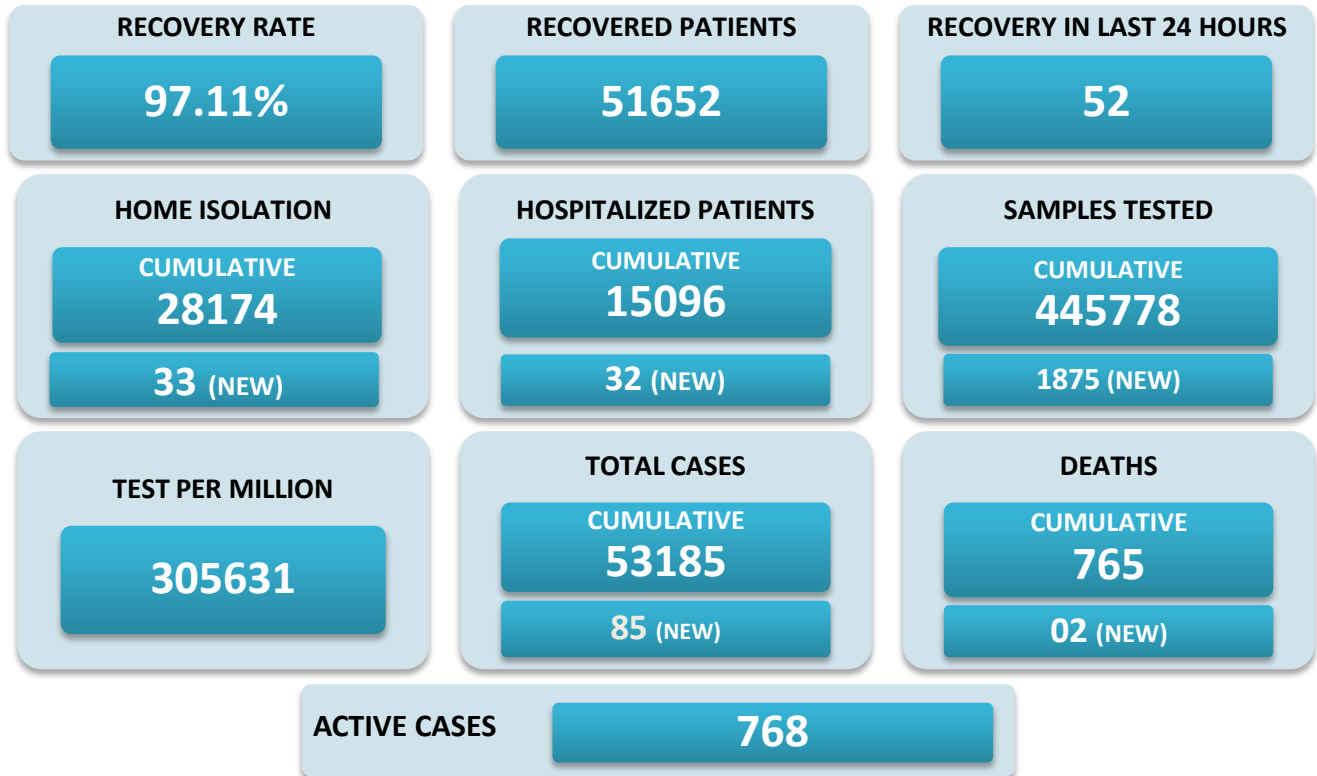 RECOVERY RATE
97.11%
RECOVERED PATIENTS
51652
RECOVERY IN LAST 24 HOURS
52
HOME ISOLATION
CUMULATIVE
28174
33 (NEW)
HOSPITALIZED PATIENTS
CUMULATIVE
15096
32 (NEW)
SAMPLES TESTED
CUMULATIVE
445778
1875 (NEW)
TEST PER MILLION
305631
TOTAL CASES
CUMULATIVE
53185
85 (NEW)
DEATHS
CUMULATIVE
765
02 (NEW)
ACTIVE CASES
768